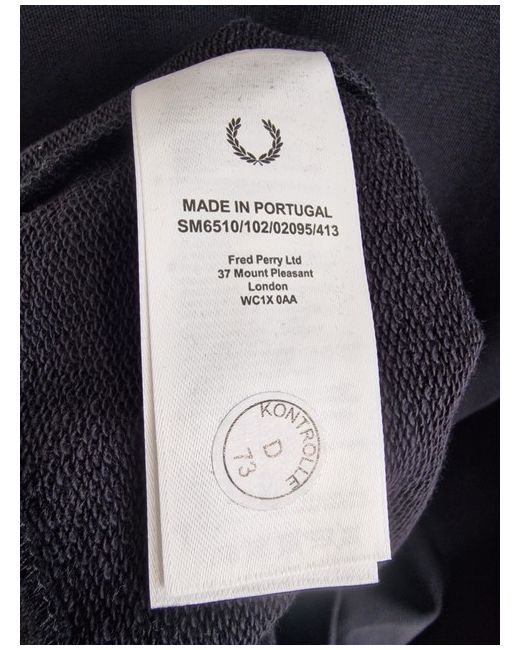 MADE IN PORTUGAL
SM6510/102/02095/413
Fred Perry Ltd
37 Mount Pleasant
London
WC1X 0AA
KONTROLLE
D
73